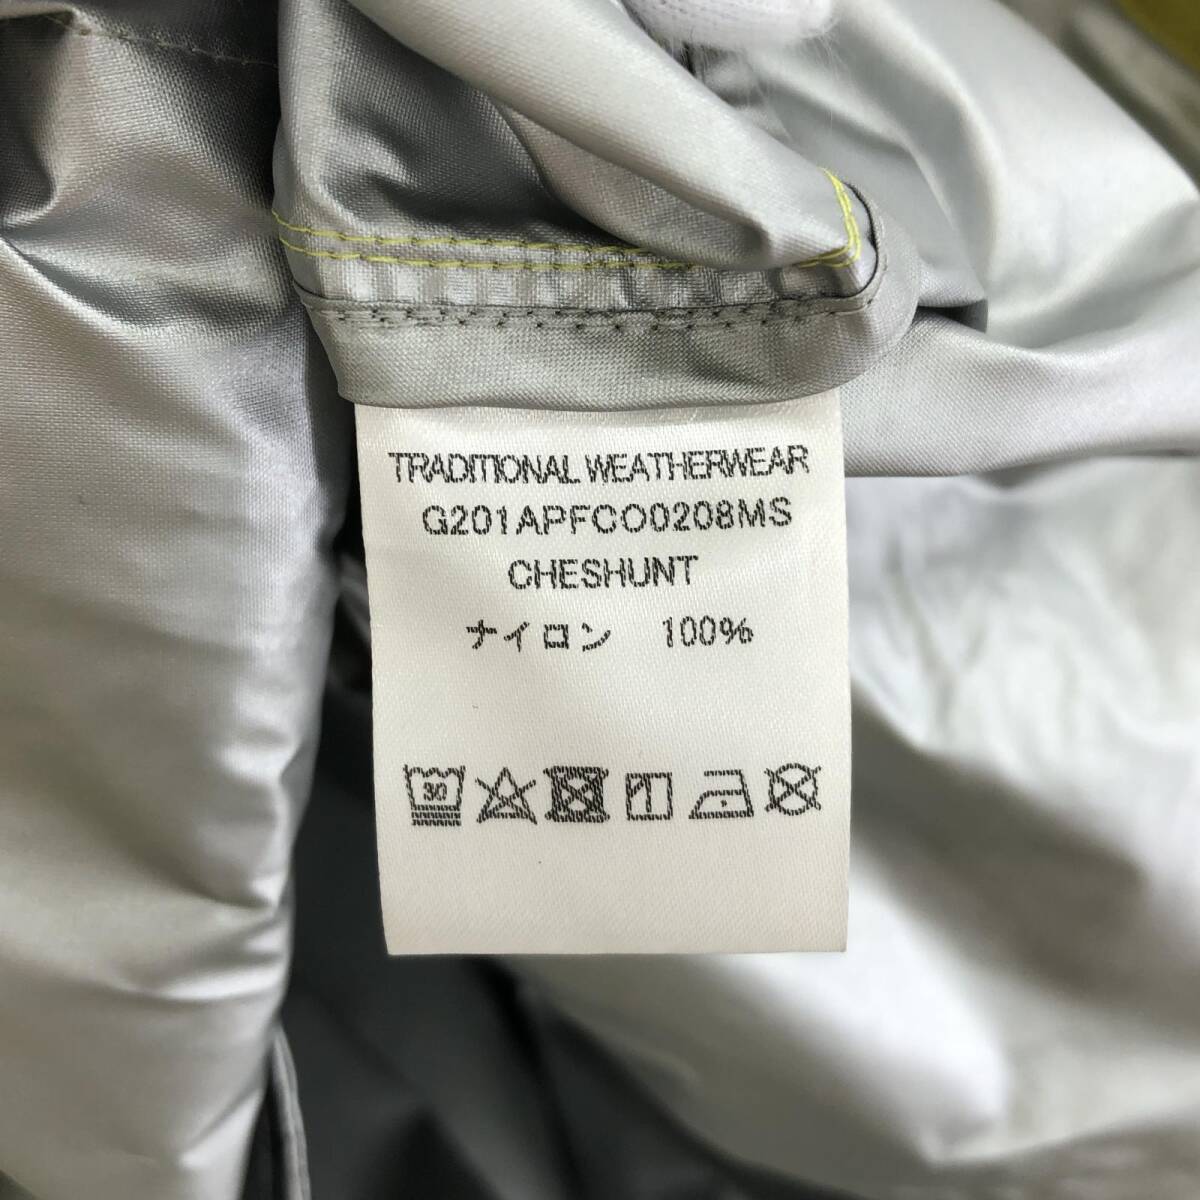 TRADITIONAL WEATHERWEAR
G201APFCO0208MS
CHESHUNT
ナイロン 100%
30